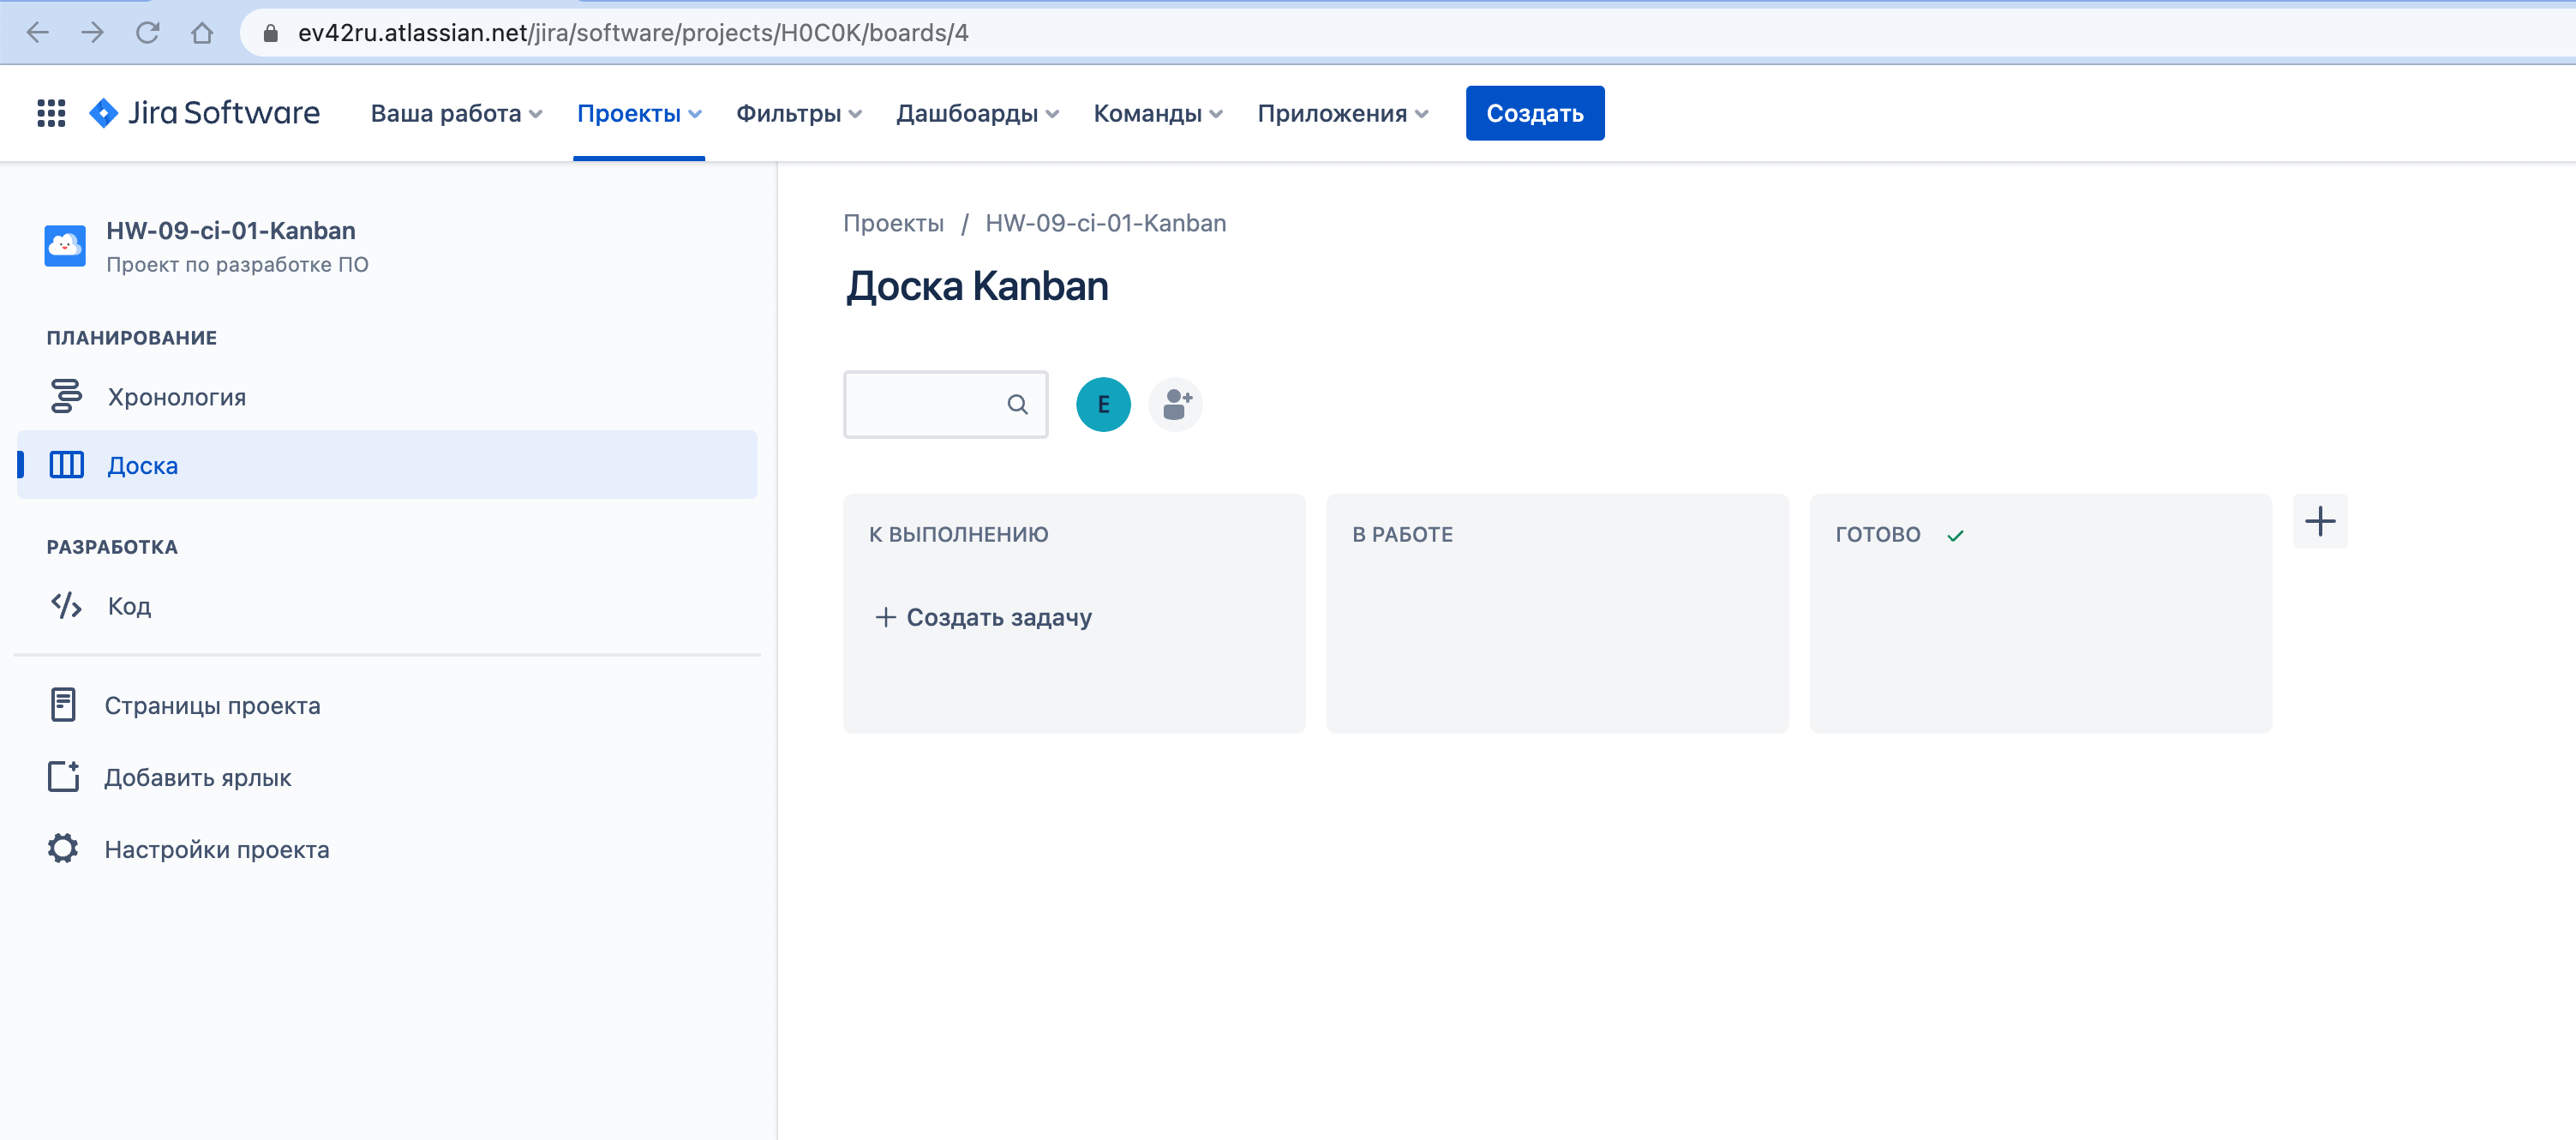 ev42ru.atlassian.net/jira/software/projects/H0C0K/boards/4
Jira Software Ваша работа Проекты Фильтры Дашборды Команды Приложения Создать
HW-09-ci-01-Kanban
Проект по разработке ПО
ПЛАНИРОВАНИЕ
Хронология
Доска
РАЗРАБОТКА
Код
Страницы проекта
Добавить ярлык
Настройки проекта
Проекты / HW-09-ci-01-Kanban
Доска Kanban
E
К ВЫПОЛНЕНИЮ В РАБОТЕ ГОТОВО
Создать задачу